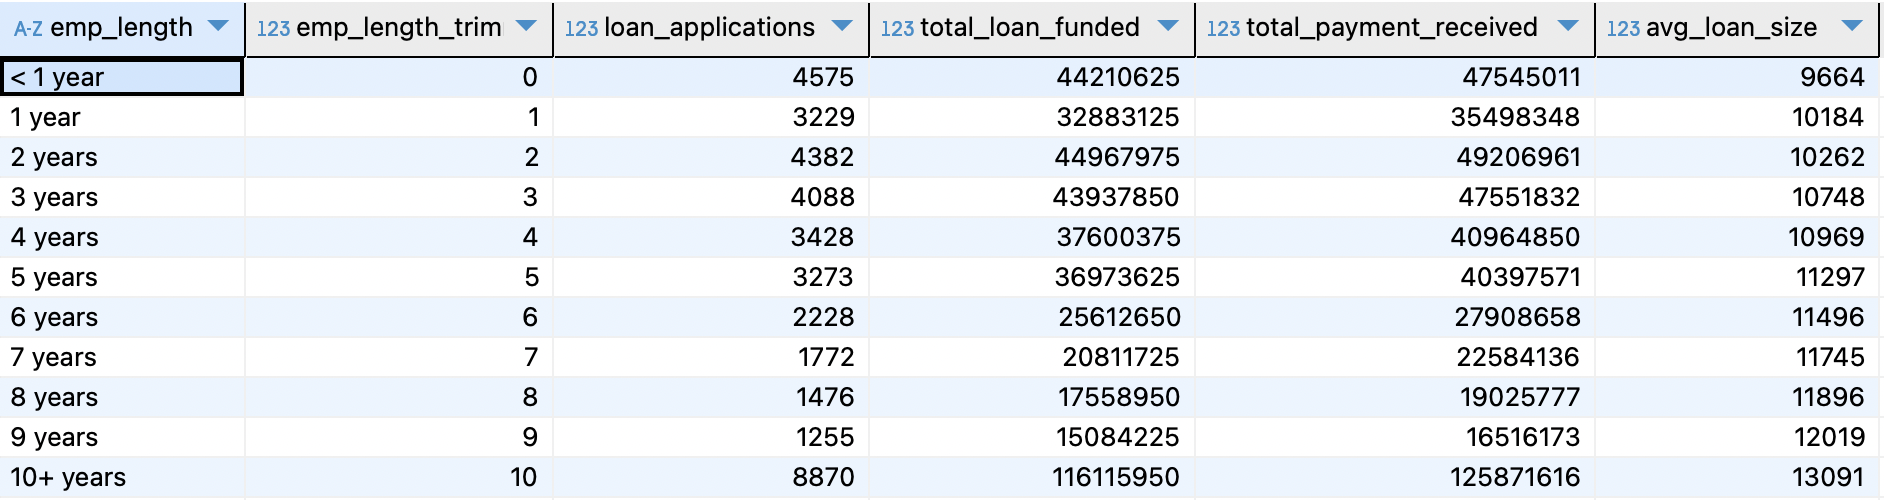 A-Z emp_length 123 emp_length_trim 123 loan_applications 123 total_loan_funded 123 total_payment_received 123 avg_loan_size
< 1 year 0 4575 44210625 47545011 9664
1 year 1 3229 32883125 35498348 10184
2 years 2 4382 44967975 49206961 10262
3 years 3 4088 43937850 47551832 10748
4 years 4 3428 37600375 40964850 10969
5 years 5 3273 36973625 40397571 11297
6 years 6 2228 25612650 27908658 11496
7 years 7 1772 20811725 22584136 11745
8 years 8 1476 17558950 19025777 11896
9 years 9 1255 15084225 16516173 12019
10+ years 10 8870 116115950 125871616 13091